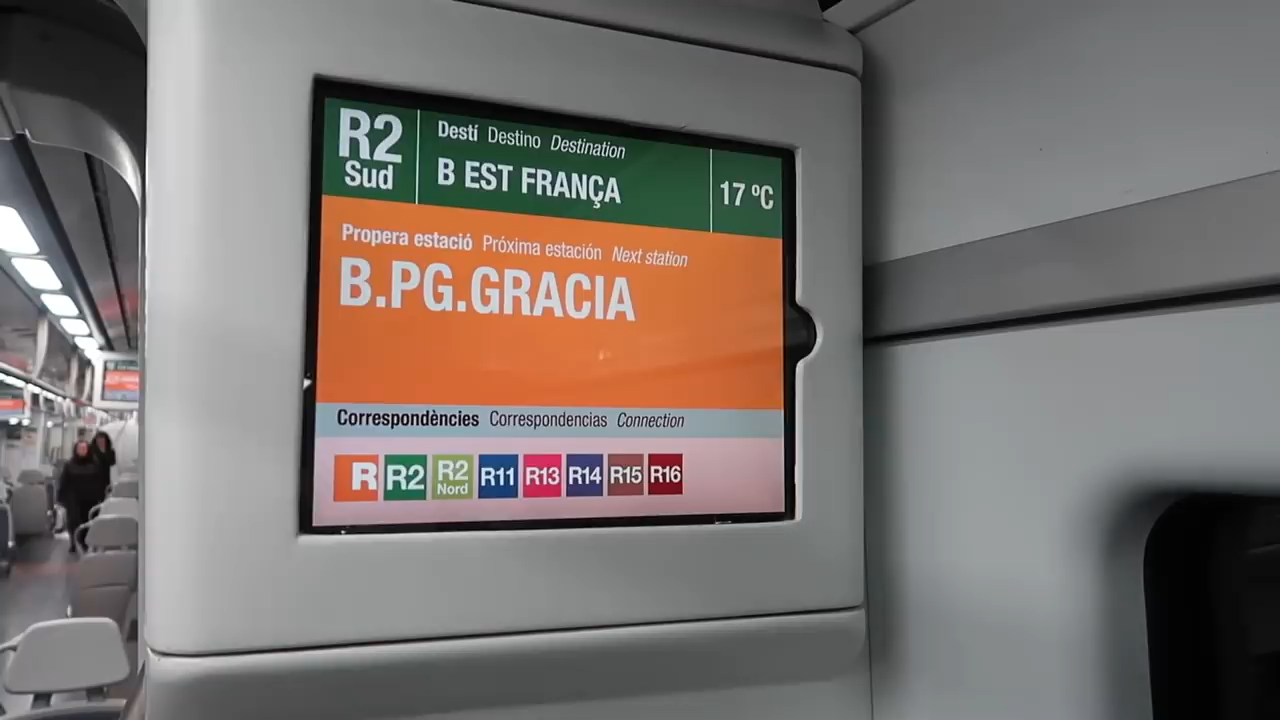 R2
Sud
Destí Destino Destination
B EST FRANÇA
17 ºC
Propera estació Próxima estación Next station
B.PG.GRACIA
Correspondències Correspondencias Connection
R R2 R2 Nord R11 R13 R14 R15 R16